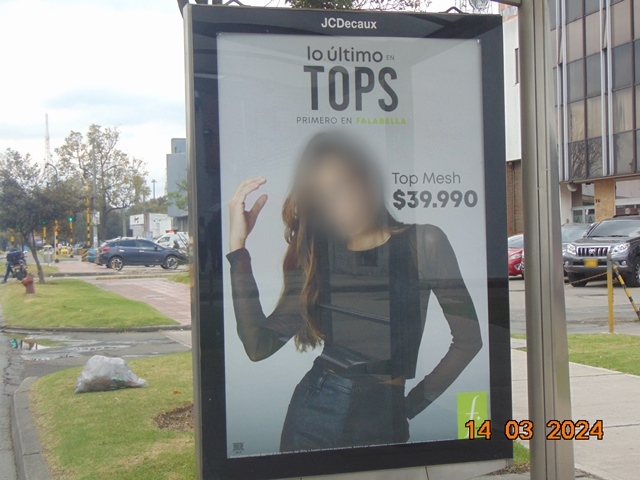 JCDecaux
lo último EN
TOPS
PRIMERO EN FALABELLA
Top Mesh
$39.990
f.
14 03 2024